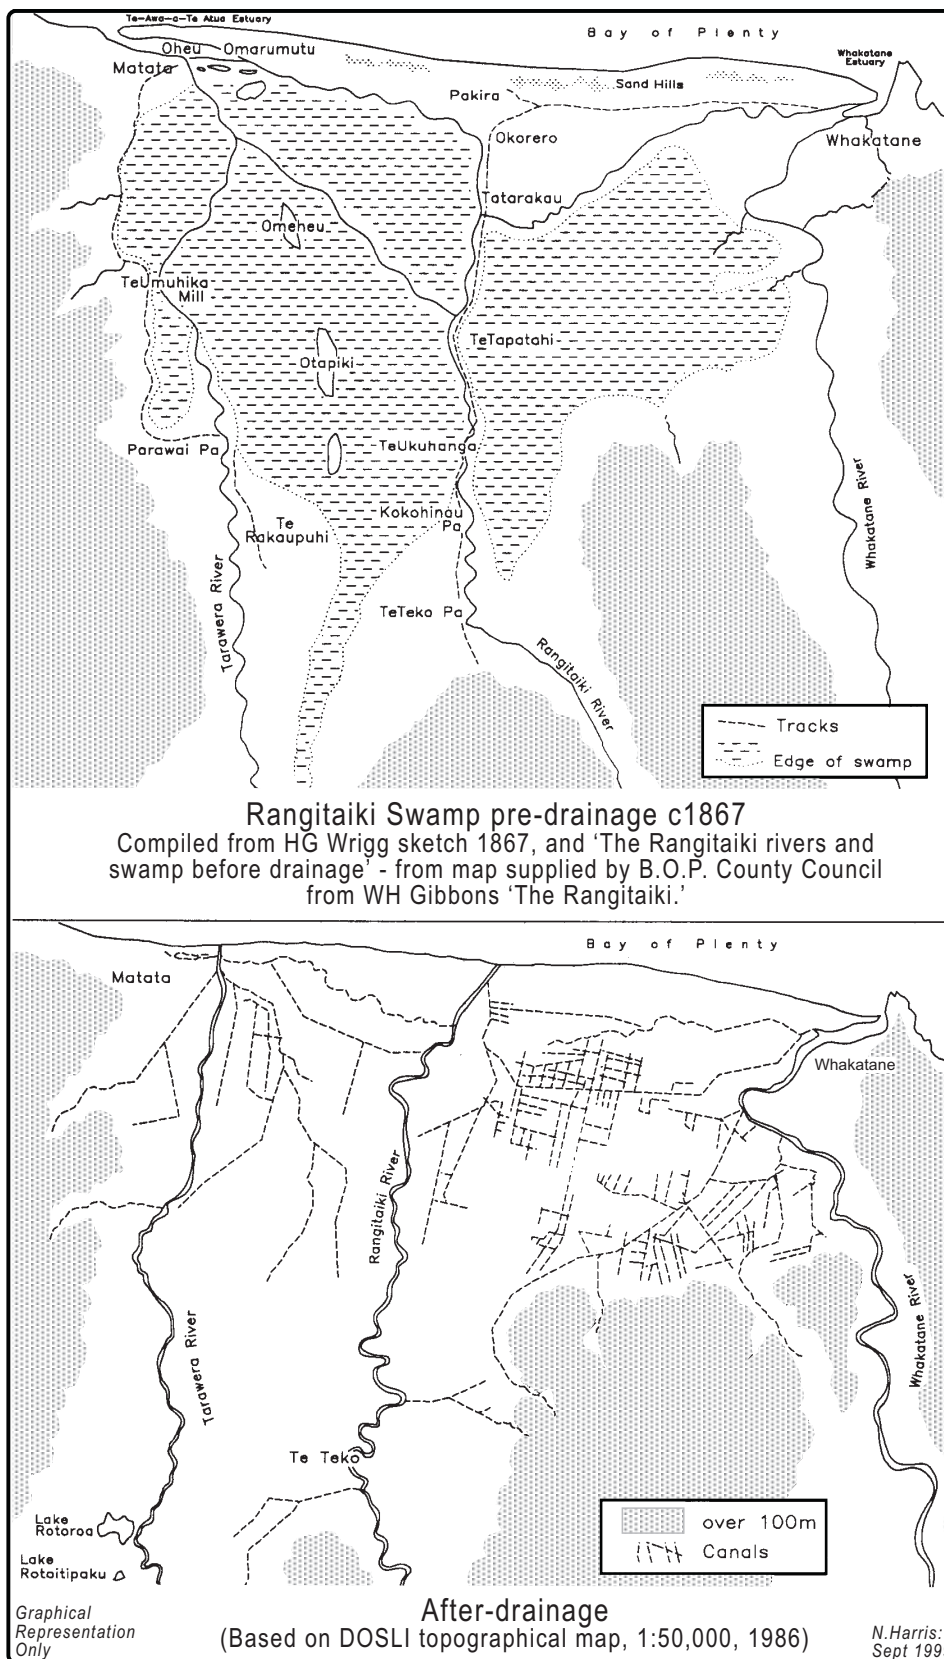 Te-Awa-o-Te Atua Estuary
Bay of Plenty
Oheu
Omarumutu
Whakatane
Estuary
Matata
Sand Hills
Pakira
Okorero
Whakatane
Tatarakau
Omeheu
TeUmuhika
Mill
TeTapatahi
Otapiki
Parawai Pa
TeUkuhanga
Kokohinau
Pa
Te
Rakaupuhi
Whakatane River
Tarawera River
TeTeko Pa
Rangitaiki River
Tracks
Edge of swamp
Rangitaiki Swamp pre-drainage c1867
Compiled from HG Wrigg sketch 1867, and ‘The Rangitaiki rivers and
swamp before drainage’ - from map supplied by B.O.P. County Council
from WH Gibbons ‘The Rangitaiki.’
Bay of Plenty
Matata
Whakatane
Rangitaiki River
Tarawera River
Whakatane River
Te Teko
Lake
Rotoroa
Lake
Rotoitipaku
over 100m
Canals
After-drainage
(Based on DOSLI topographical map, 1:50,000, 1986)
Graphical
Representation
Only
N.Harris:
Sept 199